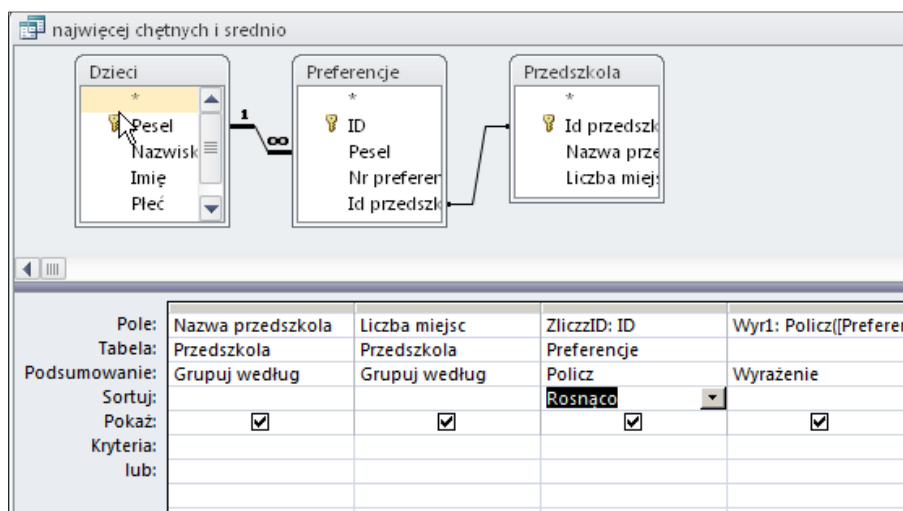 najwięcej chętnych i srednio
Dzieci
*
Pesel
Nazwisk
Imię
Płeć
1
∞
Preferencje
*
ID
Pesel
Nr preferen
Id przedszk
Przedszkola
*
Id przedszk
Nazwa prze
Liczba miejs
Pole: Nazwa przedszkola Liczba miejsc ZliczzID: ID Wyr1: Policz([Preferen
Tabela: Przedszkola Przedszkola Preferencje
Podsumowanie: Grupuj według Grupuj według Policz Wyrażenie
Sortuj: Rosnąco
Pokaż:
Kryteria:
lub: